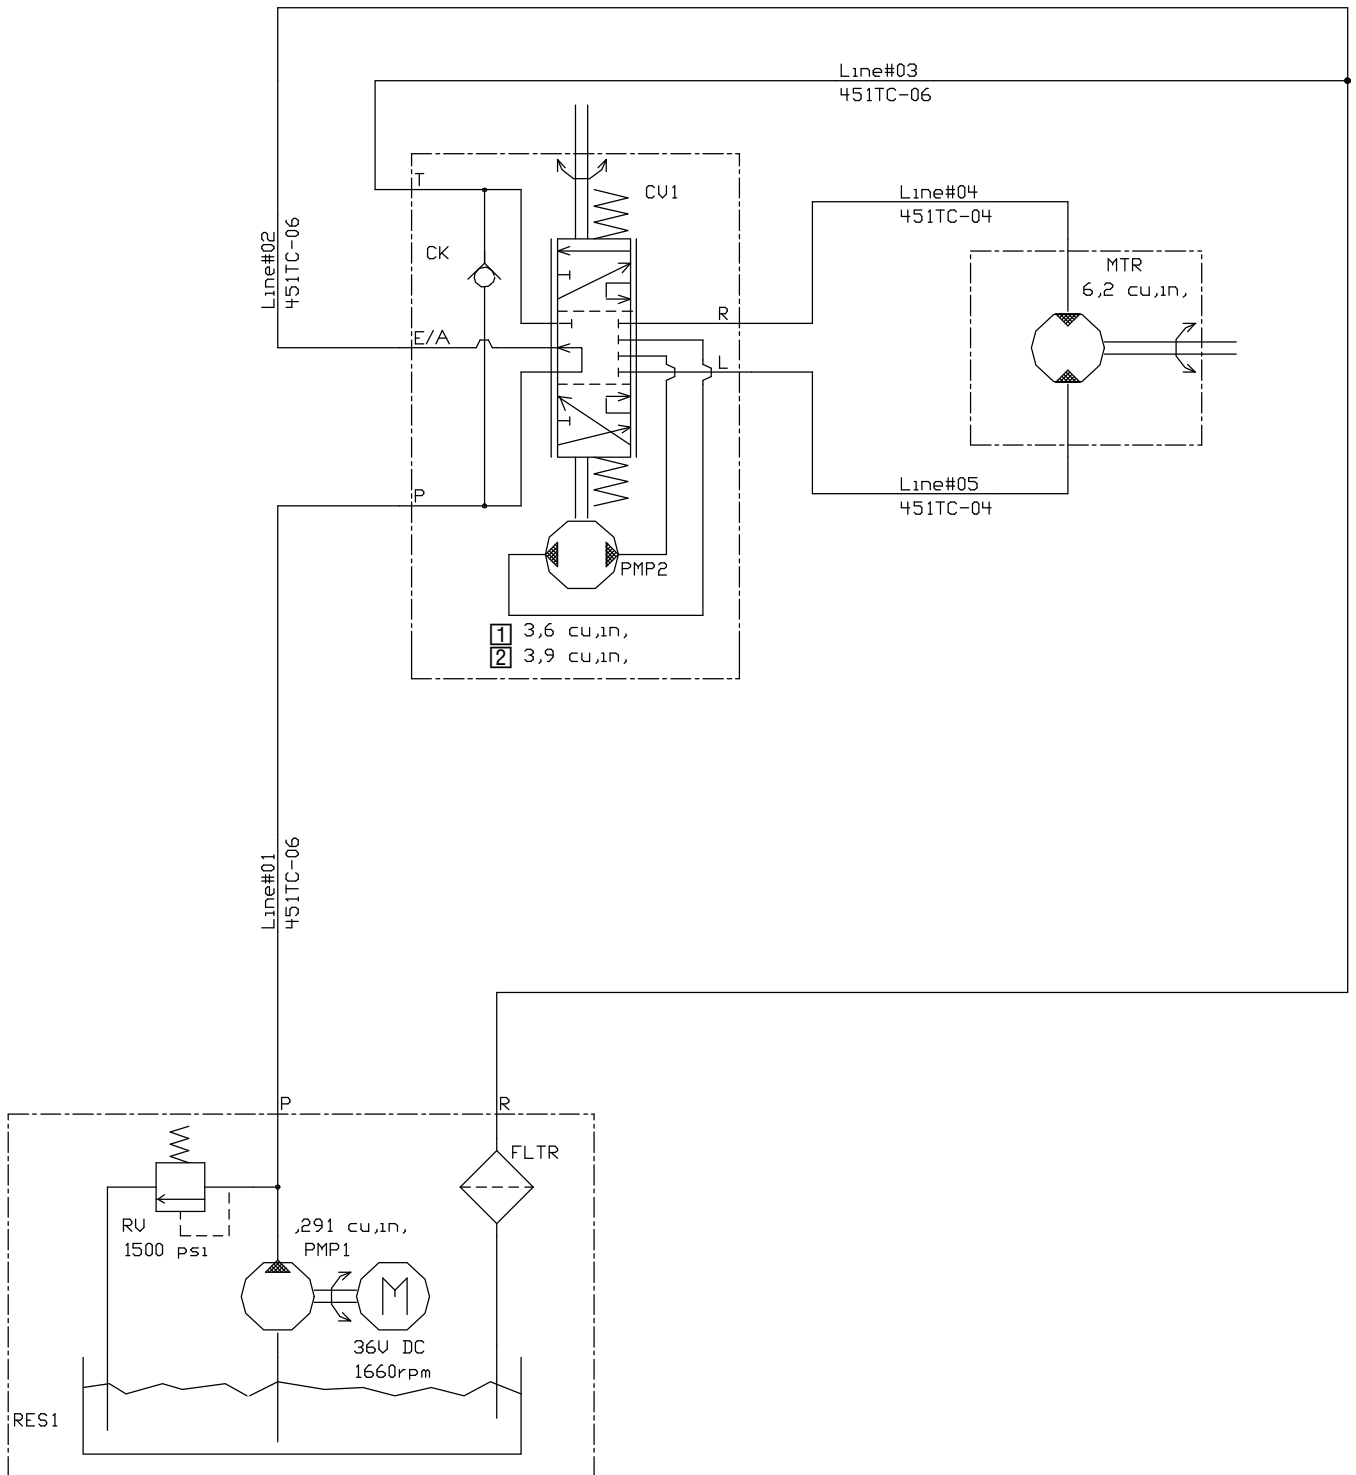 Line#03
451TC-06
T
CV1
Line#04
451TC-04
Line#02
451TC-06
CK
MTR
6,2 cu,in,
R
E/A
L
P
Line#05
451TC-04
PMP2
1 3,6 cu,in,
2 3,9 cu,in,
Line#01
451TC-06
P
R
FLTR
RV
1500 psi
,291 cu,in,
PMP1
M
36V DC
1660rpm
RES1